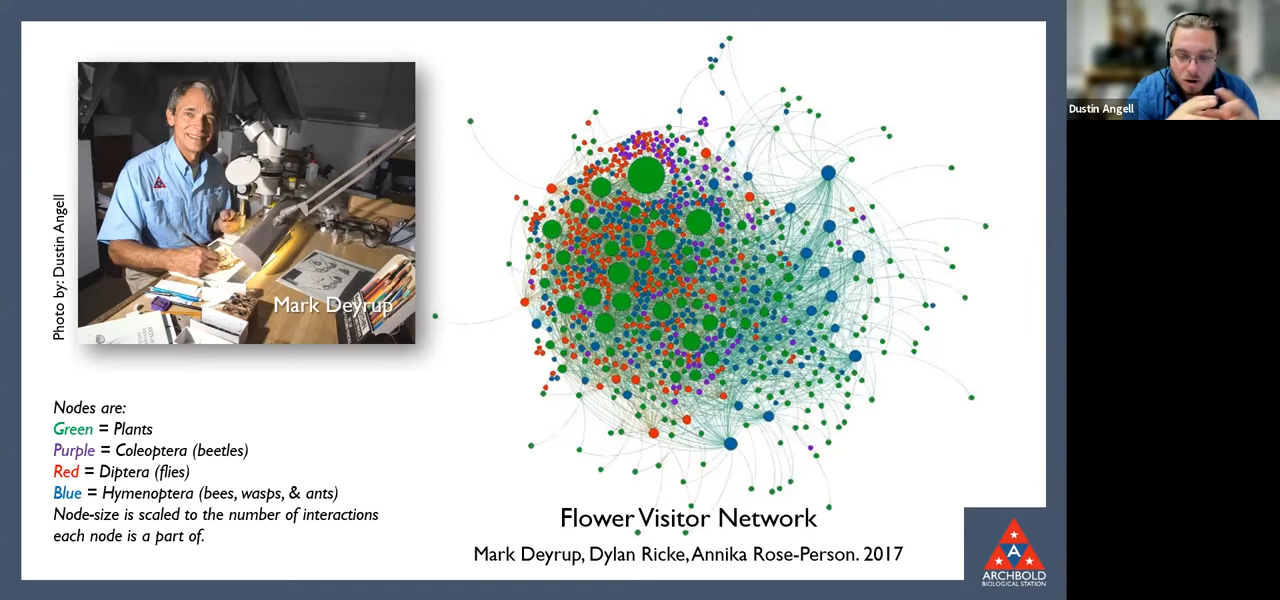 Photo by: Dustin Angell
Mark Deyrup
Nodes are:
Green = Plants
Purple = Coleoptera (beetles)
Red = Diptera (flies)
Blue = Hymenoptera (bees, wasps, & ants)
Node-size is scaled to the number of interactions
each node is a part of.
Flower Visitor Network
Mark Deyrup, Dylan Ricke, Annika Rose-Person. 2017
A
ARCHBOLD
BIOLOGICAL STATION
Dustin Angell